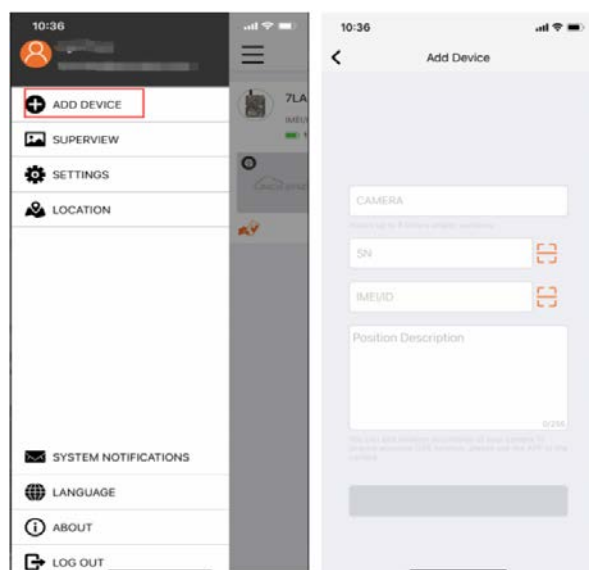 10:36
ADD DEVICE
SUPERVIEW
SETTINGS
LOCATION
SYSTEM NOTIFICATIONS
LANGUAGE
ABOUT
LOG OUT
7LA
10:36
Add Device
CAMERA
SN
IMEI/ID
Position Description
0/256